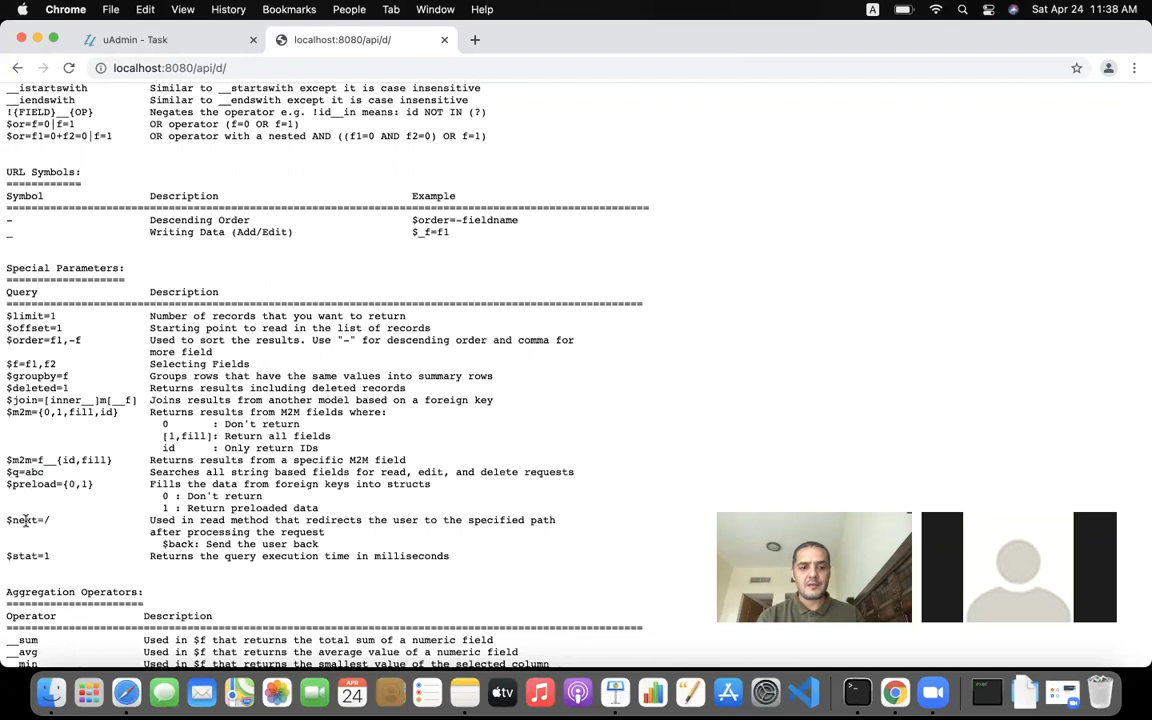 Chrome File Edit View History Bookmarks People Tab Window Help A Sat Apr 24 11:38 AM
uAdmin - Task localhost:8080/api/d/
localhost:8080/api/d/
__istartswith Similar to __startswith except it is case insensitive
__iendswith Similar to __endswith except it is case insensitive
!{FIELD}__{OP} Negates the operator e.g. !id__in means: id NOT IN (?)
$or=f=0|f=1 OR operator (f=0 OR f=1)
$or=f1=0+f2=0|f=1 OR operator with a nested AND ((f1=0 AND f2=0) OR f=1)
URL Symbols:
============
Symbol Description Example
- Descending Order $order=-fieldname
_ Writing Data (Add/Edit) $_f=f1
Special Parameters:
===================
Query Description
$limit=1 Number of records that you want to return
$offset=1 Starting point to read in the list of records
$order=f1,-f Used to sort the results. Use "-" for descending order and comma for
more field
$f=f1,f2 Selecting Fields
$groupby=f Groups rows that have the same values into summary rows
$deleted=1 Returns results including deleted records
$join=[inner__]m[__f] Joins results from another model based on a foreign key
$m2m={0,1,fill,id} Returns results from M2M fields where:
0 : Don't return
[1,fill]: Return all fields
id : Only return IDs
$m2m=f__{id,fill} Returns results from a specific M2M field
$q=abc Searches all string based fields for read, edit, and delete requests
$preload={0,1} Fills the data from foreign keys into structs
0 : Don't return
1 : Return preloaded data
$next=/ Used in read method that redirects the user to the specified path
after processing the request
$back: Send the user back
$stat=1 Returns the query execution time in milliseconds
Aggregation Operators:
======================
Operator Description
__sum Used in $f that returns the total sum of a numeric field
__avg Used in $f that returns the average value of a numeric field
__min Used in $f that returns the smallest value of the selected column
APR
24
tv